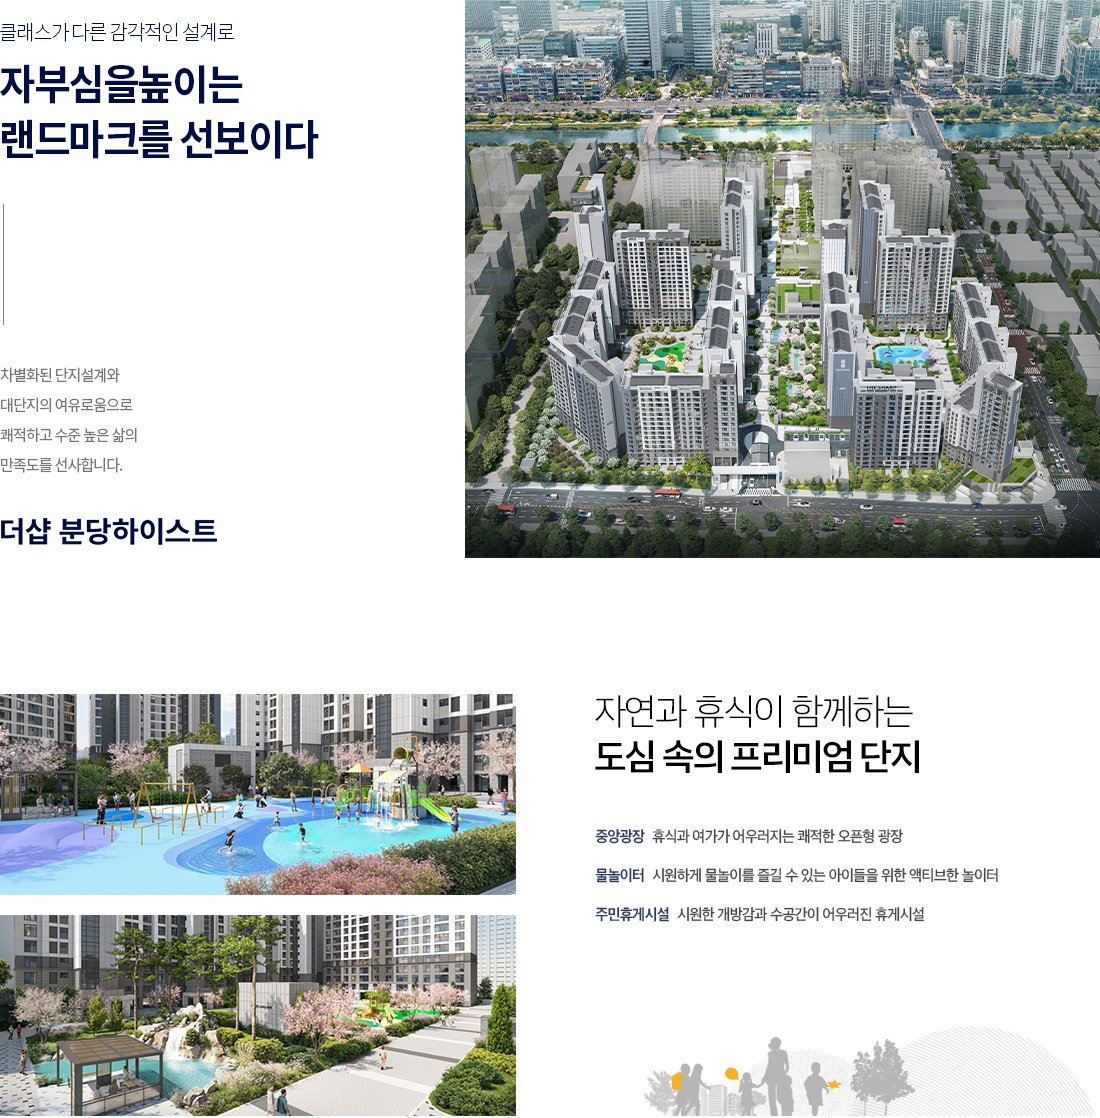 클래스가 다른 감각적인 설계로
자부심을높이는
랜드마크를 선보이다
차별화된 단지설계와
대단지의 여유로움으로
쾌적하고 수준 높은 삶의
만족도를 선사합니다.
더샵 분당하이스트
THE SHARP
자연과 휴식이 함께하는
도심 속의 프리미엄 단지
중앙광장 휴식과 여가가 어우러지는 쾌적한 오픈형 광장
물놀이터 시원하게 물놀이를 즐길 수 있는 아이들을 위한 액티브한 놀이터
주민휴게시설 시원한 개방감과 수공간이 어우러진 휴게시설